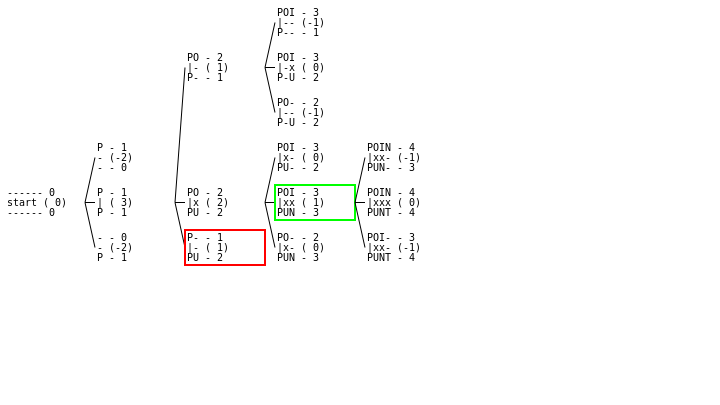 ------ 0
start ( 0)
------ 0
P - 1
- (-2)
- - 0
P - 1
| ( 3)
P - 1
- - 0
- (-2)
P - 1
PO - 2
|- ( 1)
P- - 1
PO - 2
|x ( 2)
PU - 2
P- - 1
|- ( 1)
PU - 2
POI - 3
|-- (-1)
P-- - 1
POI - 3
|-x ( 0)
P-U - 2
PO- - 2
|-- (-1)
P-U - 2
POI - 3
|x- ( 0)
PU- - 2
POI - 3
|xx ( 1)
PUN - 3
PO- - 2
|x- ( 0)
PUN - 3
POIN - 4
|xx- (-1)
PUN- - 3
POIN - 4
|xxx ( 0)
PUNT - 4
POI- - 3
|xx- (-1)
PUNT - 4